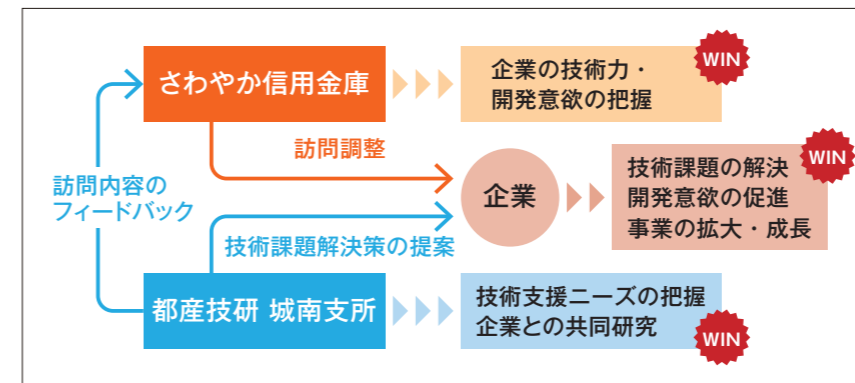 さわやか信用金庫
企業の技術力・
開発意欲の把握
WIN
訪問調整
企業
技術課題の解決
開発意欲の促進
事業の拡大・成長
WIN
訪問内容の
フィードバック
技術課題解決策の提案
都産技研 城南支所
技術支援ニーズの把握
企業との共同研究
WIN